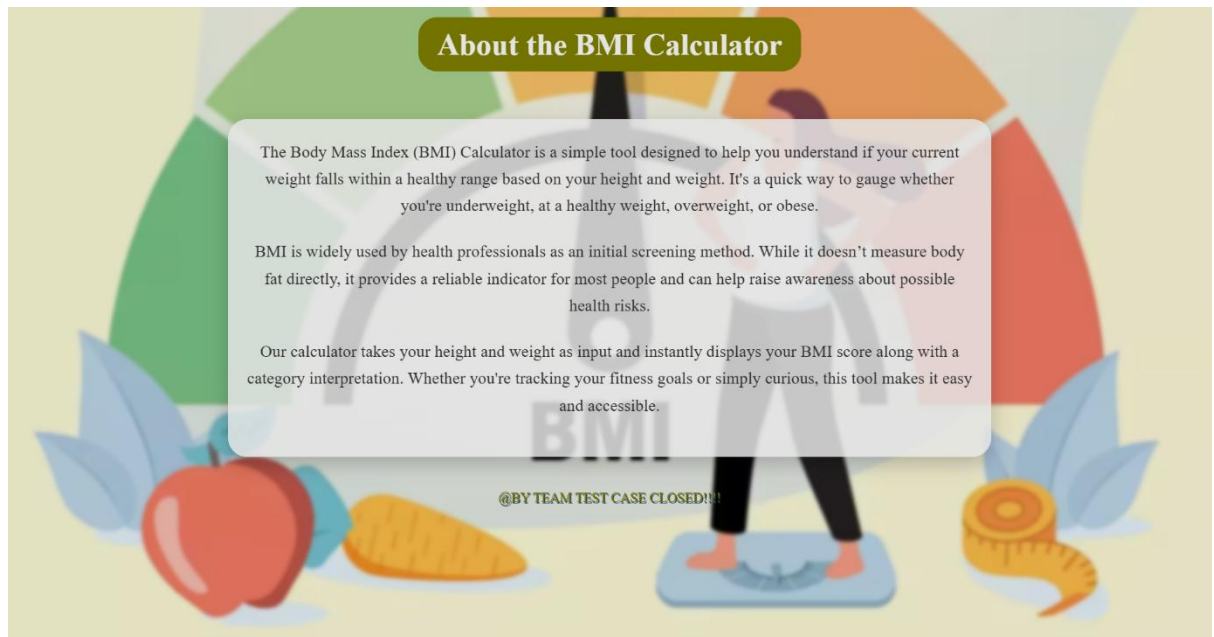 About the BMI Calculator
The Body Mass Index (BMI) Calculator is a simple tool designed to help you understand if your current
weight falls within a healthy range based on your height and weight. It's a quick way to gauge whether
you're underweight, at a healthy weight, overweight, or obese.
BMI is widely used by health professionals as an initial screening method. While it doesn’t measure body
fat directly, it provides a reliable indicator for most people and can help raise awareness about possible
health risks.
Our calculator takes your height and weight as input and instantly displays your BMI score along with a
category interpretation. Whether you're tracking your fitness goals or simply curious, this tool makes it easy
and accessible.
BMI
@BY TEAM TEST CASE CLOSED!!!!